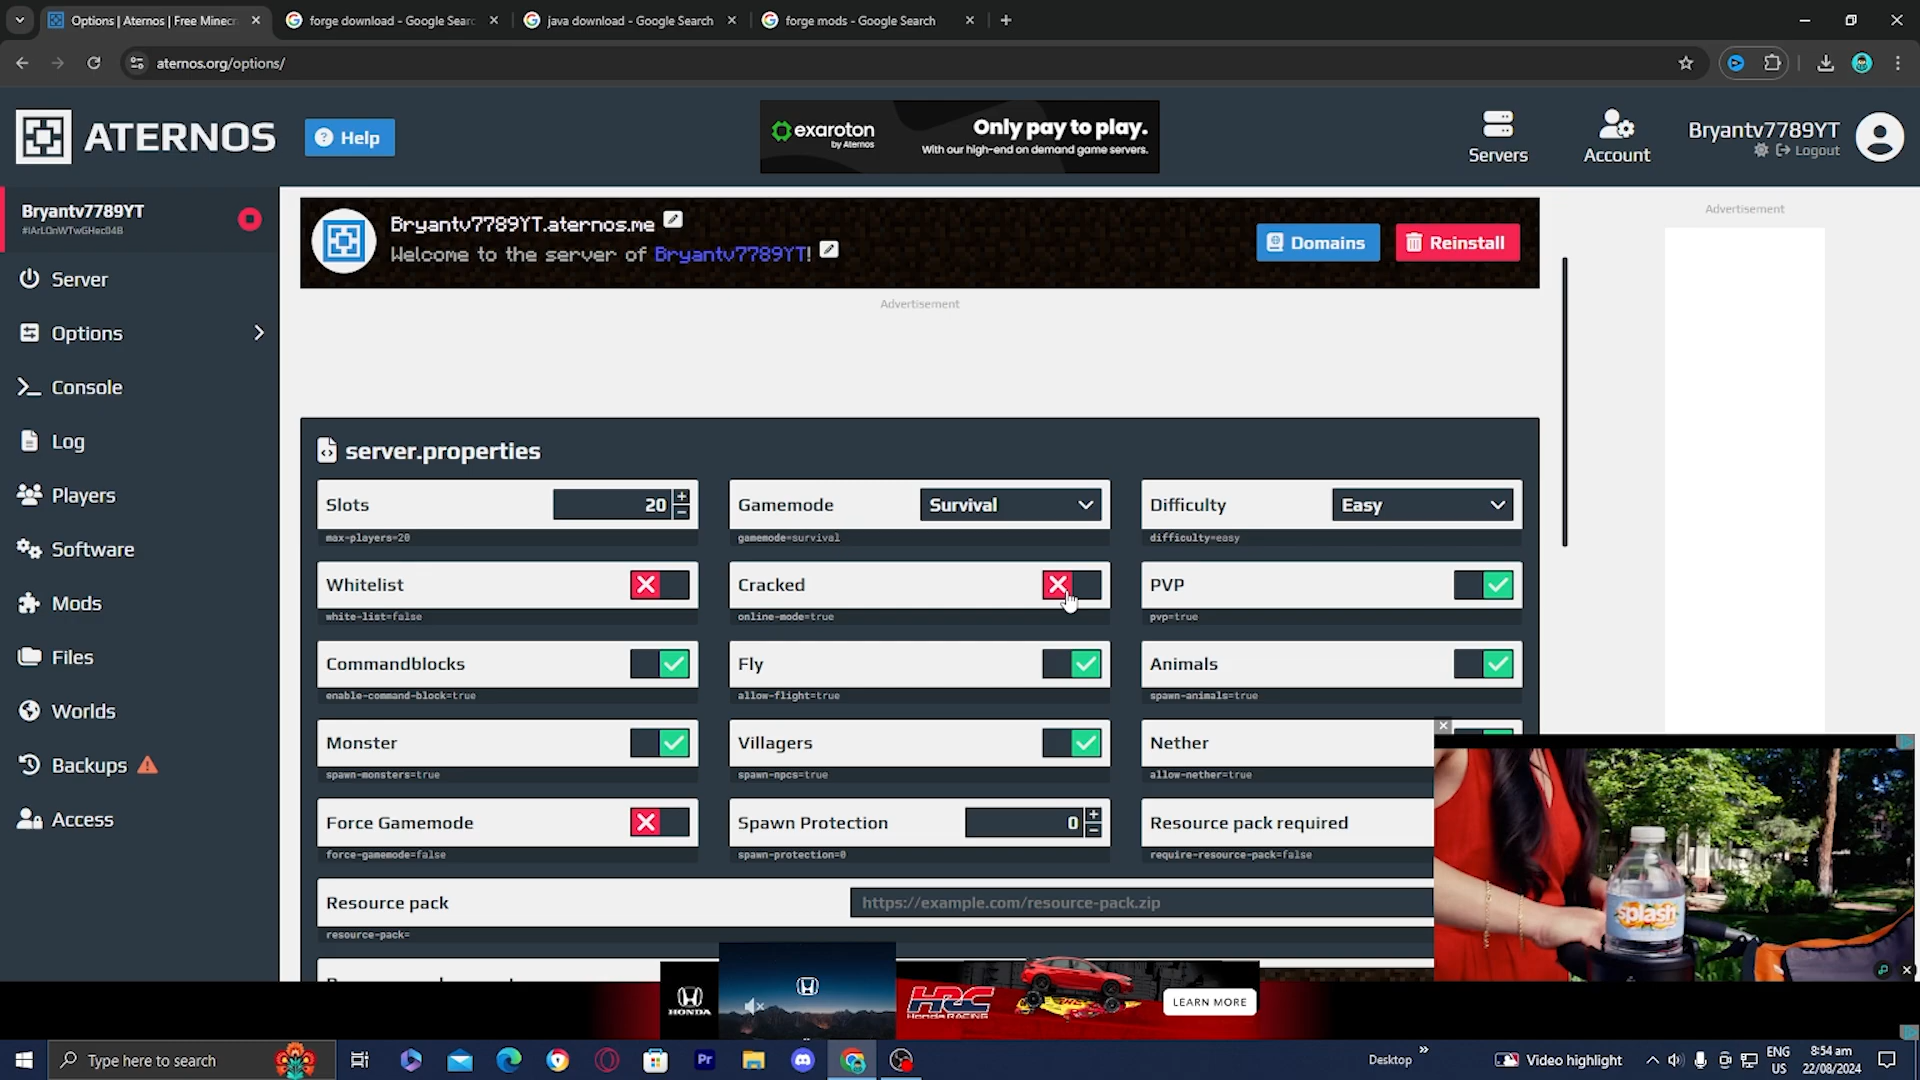 Options | Aternos | Free Minec
forge download - Google Searc
java download - Google Search
forge mods - Google Search
aternos.org/options/
ATERNOS
Help
exaroton
by Aternos
Only pay to play.
With our high-end on demand game servers.
Servers
Account
Bryantv7789YT
Logout
Bryantv7789YT
Server
Options
Console
Log
Players
Software
Mods
Files
Worlds
Backups
Access
Bryantv7789YT.aternos.me
Welcome to the server of Bryantv7789YT!
Domains
Reinstall
Advertisement
Advertisement
server.properties
Slots
20
max-players=20
Gamemode
Survival
gamemode=survival
Difficulty
Easy
difficulty=easy
Whitelist
white-list=false
Cracked
online-mode=true
PVP
pvp=true
Commandblocks
enable-command-block=true
Fly
allow-flight=true
Animals
spawn-animals=true
Monster
spawn-monsters=true
Villagers
spawn-npcs=true
Nether
allow-nether=true
Force Gamemode
force-gamemode=false
Spawn Protection
0
spawn-protection=0
Resource pack required
require-resource-pack=false
Resource pack
https://example.com/resource-pack.zip
resource-pack=
splash
HONDA
HRC
Honda RACING
LEARN MORE
Type here to search
Pr
Desktop
Video highlight
ENG
US
8:54 am
22/08/2024